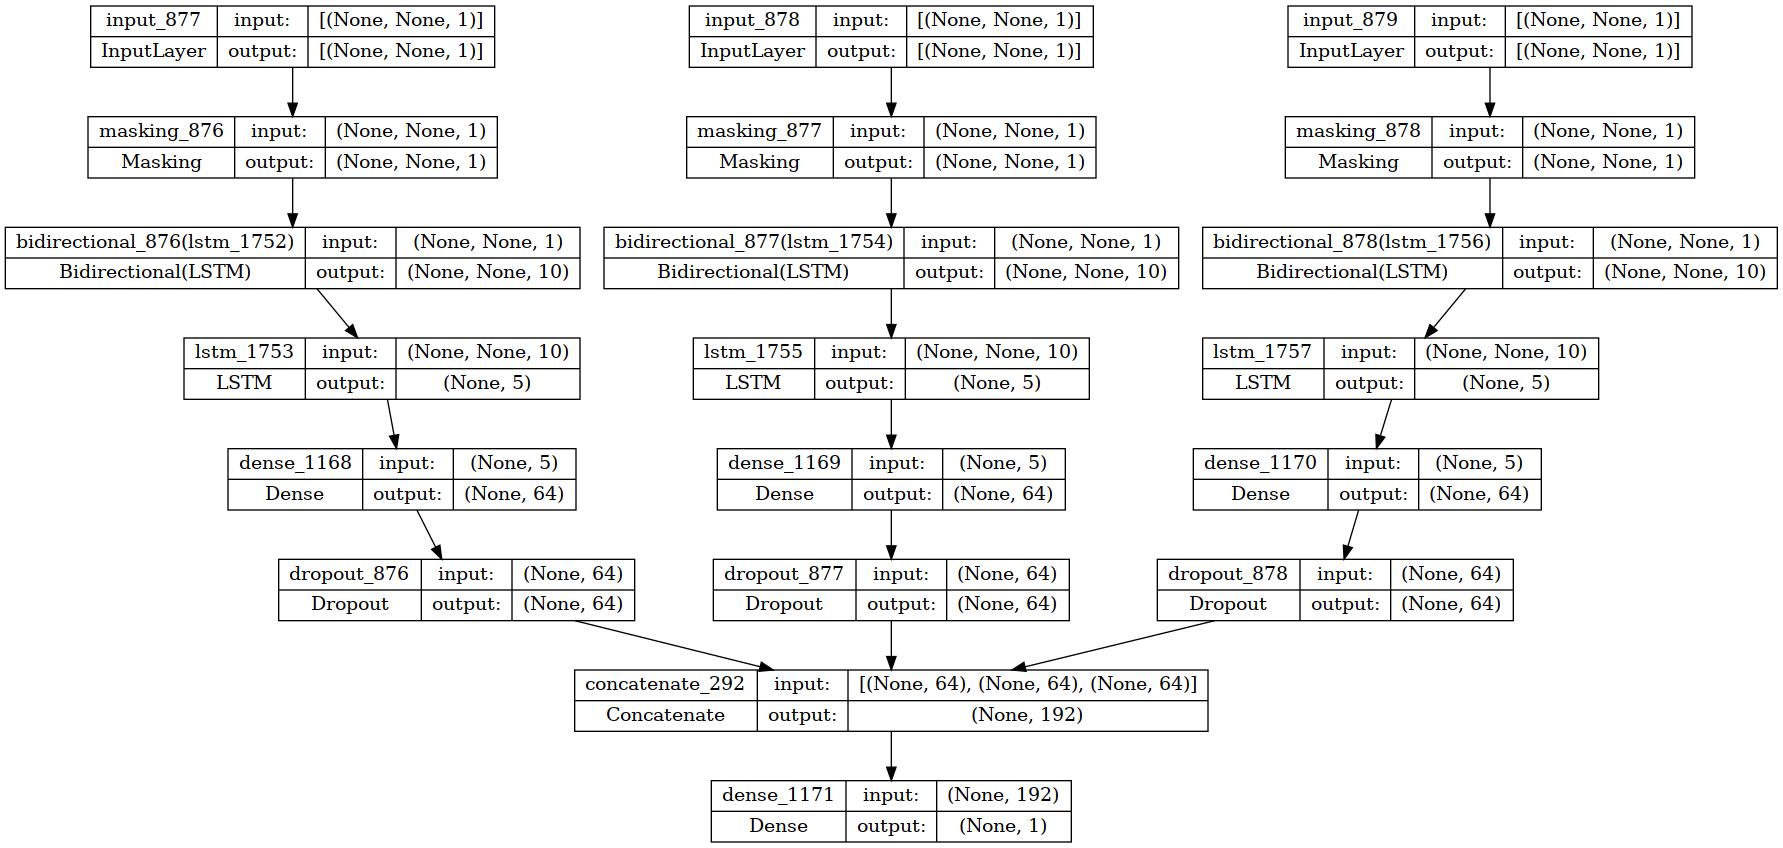 input_877 input: [(None, None, 1)]
InputLayer output: [(None, None, 1)]
input_878 input: [(None, None, 1)]
InputLayer output: [(None, None, 1)]
input_879 input: [(None, None, 1)]
InputLayer output: [(None, None, 1)]
masking_876 input: (None, None, 1)
Masking output: (None, None, 1)
masking_877 input: (None, None, 1)
Masking output: (None, None, 1)
masking_878 input: (None, None, 1)
Masking output: (None, None, 1)
bidirectional_876(lstm_1752) input: (None, None, 1)
Bidirectional(LSTM) output: (None, None, 10)
bidirectional_877(lstm_1754) input: (None, None, 1)
Bidirectional(LSTM) output: (None, None, 10)
bidirectional_878(lstm_1756) input: (None, None, 1)
Bidirectional(LSTM) output: (None, None, 10)
lstm_1753 input: (None, None, 10)
LSTM output: (None, 5)
lstm_1755 input: (None, None, 10)
LSTM output: (None, 5)
lstm_1757 input: (None, None, 10)
LSTM output: (None, 5)
dense_1168 input: (None, 5)
Dense output: (None, 64)
dense_1169 input: (None, 5)
Dense output: (None, 64)
dense_1170 input: (None, 5)
Dense output: (None, 64)
dropout_876 input: (None, 64)
Dropout output: (None, 64)
dropout_877 input: (None, 64)
Dropout output: (None, 64)
dropout_878 input: (None, 64)
Dropout output: (None, 64)
concatenate_292 input: [(None, 64), (None, 64), (None, 64)]
Concatenate output: (None, 192)
dense_1171 input: (None, 192)
Dense output: (None, 1)